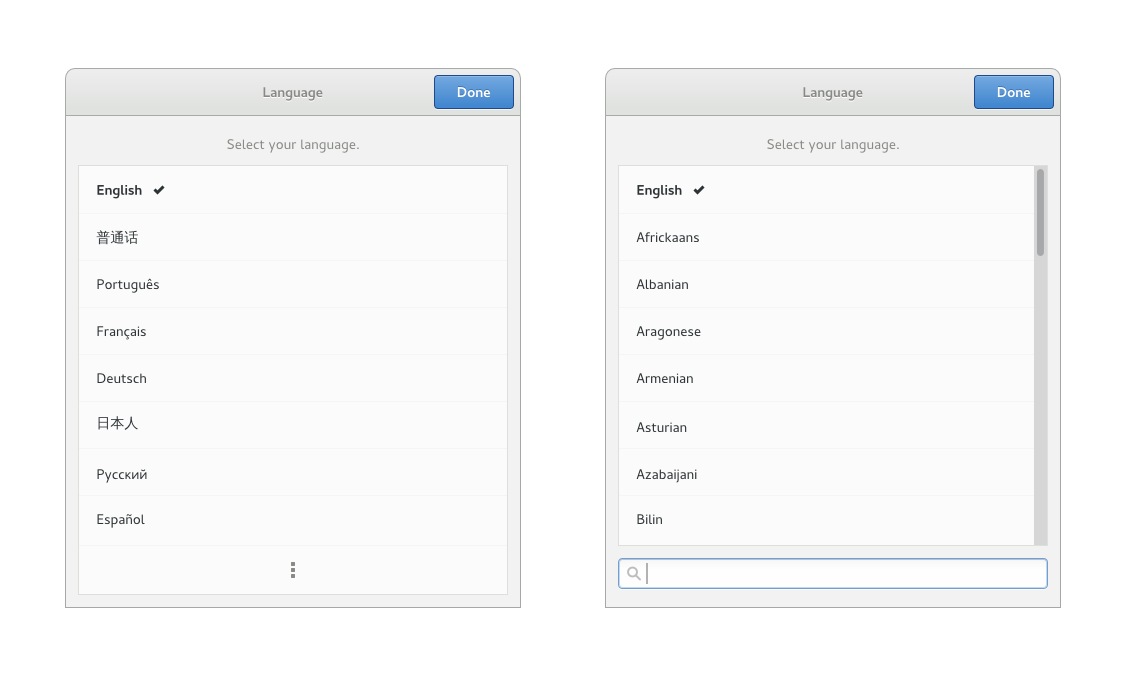 Language
Done
Select your language.
English
普通话
Português
Français
Deutsch
日本人
Русский
Español
Language
Done
Select your language.
English
Africkaans
Albanian
Aragonese
Armenian
Asturian
Azabaijani
Bilin